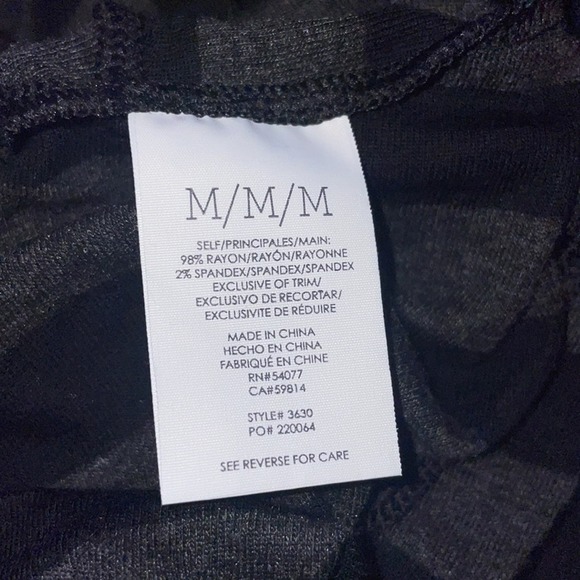 M/M/M
SELF/PRINCIPALES/MAIN:
98% RAYON/RAYÓN/RAYONNE
2% SPANDEX/SPANDEX/SPANDEX
EXCLUSIVE OF TRIM/
EXCLUSIVO DE RECORTAR/
EXCLUSIVITE DE RÉDUIRE
MADE IN CHINA
HECHO EN CHINA
FABRIQUÉ EN CHINE
RN#54077
CA#59814
STYLE# 3630
PO# 220064
SEE REVERSE FOR CARE